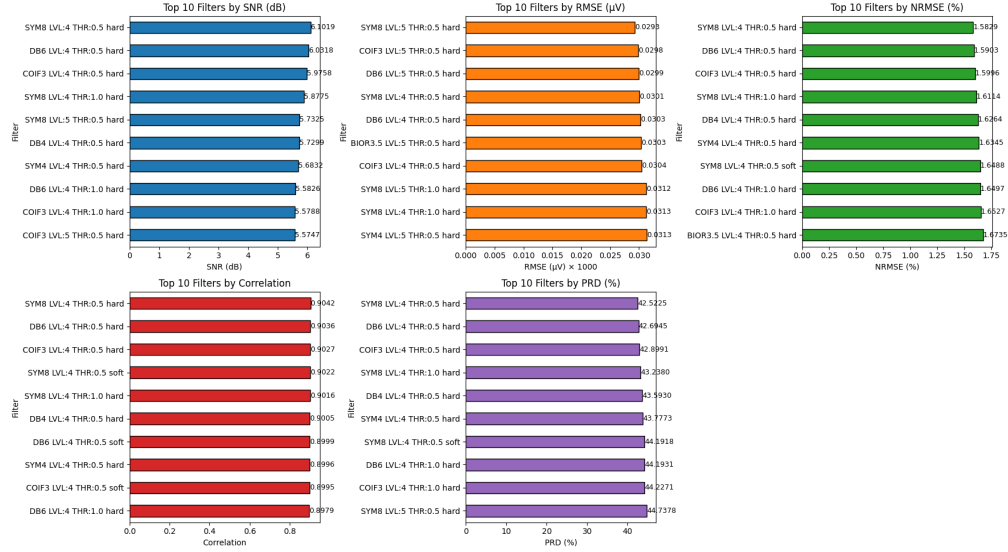 Top 10 Filters by SNR (dB)
SYM8 LVL:4 THR:0.5 hard 6.1019
DB6 LVL:4 THR:0.5 hard 6.0318
COIF3 LVL:4 THR:0.5 hard 5.9758
SYM8 LVL:4 THR:1.0 hard 5.8775
SYM8 LVL:5 THR:0.5 hard 5.7325
DB4 LVL:4 THR:0.5 hard 5.7299
SYM4 LVL:4 THR:0.5 hard 5.6832
DB6 LVL:4 THR:1.0 hard 5.5826
COIF3 LVL:4 THR:1.0 hard 5.5788
COIF3 LVL:5 THR:0.5 hard 5.5747
Filter
0 1 2 3 4 5 6
SNR (dB)
Top 10 Filters by RMSE (µV)
SYM8 LVL:5 THR:0.5 hard 0.0293
COIF3 LVL:5 THR:0.5 hard 0.0298
DB6 LVL:5 THR:0.5 hard 0.0299
SYM8 LVL:4 THR:0.5 hard 0.0301
DB6 LVL:4 THR:0.5 hard 0.0303
BIOR3.5 LVL:5 THR:0.5 hard 0.0303
COIF3 LVL:4 THR:0.5 hard 0.0304
SYM8 LVL:5 THR:1.0 hard 0.0312
SYM8 LVL:4 THR:1.0 hard 0.0313
SYM4 LVL:5 THR:0.5 hard 0.0313
Filter
0.000 0.005 0.010 0.015 0.020 0.025 0.030
RMSE (µV) × 1000
Top 10 Filters by NRMSE (%)
SYM8 LVL:4 THR:0.5 hard 1.5829
DB6 LVL:4 THR:0.5 hard 1.5903
COIF3 LVL:4 THR:0.5 hard 1.5996
SYM8 LVL:4 THR:1.0 hard 1.6114
DB4 LVL:4 THR:0.5 hard 1.6264
SYM4 LVL:4 THR:0.5 hard 1.6345
SYM8 LVL:4 THR:0.5 soft 1.6488
DB6 LVL:4 THR:1.0 hard 1.6497
COIF3 LVL:4 THR:1.0 hard 1.6527
BIOR3.5 LVL:4 THR:0.5 hard 1.6735
Filter
0.00 0.25 0.50 0.75 1.00 1.25 1.50 1.75
NRMSE (%)
Top 10 Filters by Correlation
SYM8 LVL:4 THR:0.5 hard 0.9042
DB6 LVL:4 THR:0.5 hard 0.9036
COIF3 LVL:4 THR:0.5 hard 0.9027
SYM8 LVL:4 THR:0.5 soft 0.9022
SYM8 LVL:4 THR:1.0 hard 0.9016
DB4 LVL:4 THR:0.5 hard 0.9005
DB6 LVL:4 THR:0.5 soft 0.8999
SYM4 LVL:4 THR:0.5 hard 0.8996
COIF3 LVL:4 THR:0.5 soft 0.8995
DB6 LVL:4 THR:1.0 hard 0.8979
Filter
0.0 0.2 0.4 0.6 0.8
Correlation
Top 10 Filters by PRD (%)
SYM8 LVL:4 THR:0.5 hard 42.5225
DB6 LVL:4 THR:0.5 hard 42.6945
COIF3 LVL:4 THR:0.5 hard 42.8991
SYM8 LVL:4 THR:1.0 hard 43.2380
DB4 LVL:4 THR:0.5 hard 43.5930
SYM4 LVL:4 THR:0.5 hard 43.7773
SYM8 LVL:4 THR:0.5 soft 44.1918
DB6 LVL:4 THR:1.0 hard 44.1931
COIF3 LVL:4 THR:1.0 hard 44.2271
SYM8 LVL:5 THR:0.5 hard 44.7378
Filter
0 10 20 30 40
PRD (%)